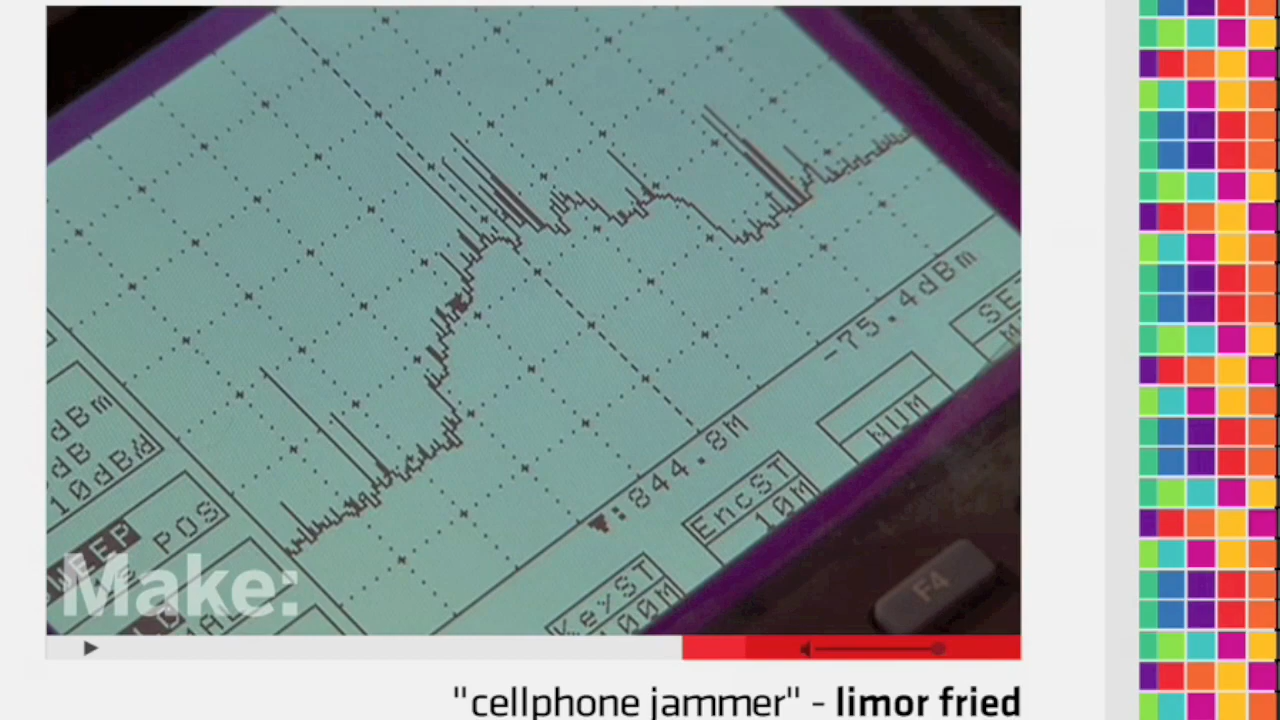 dBm
dB
10dB/d
SWEEP
POS
Make:
▼:844.8M
-75.4dBm
KeyST
100M
EncST
10M
NUM
SE
M
F4
"cellphone jammer" - limor fried